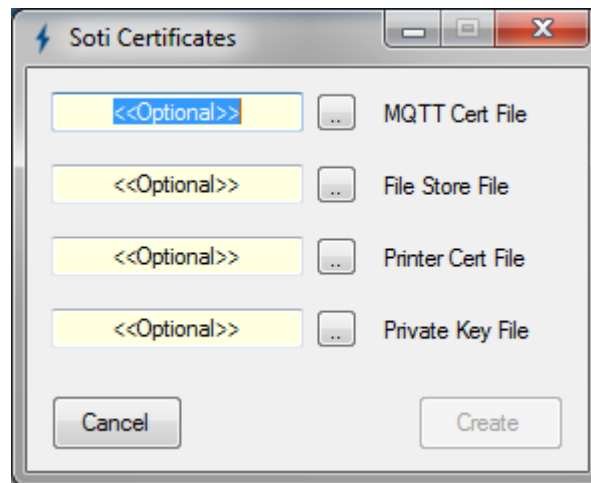 Soti Certificates
<<Optional>> .. MQTT Cert File
<<Optional>> .. File Store File
<<Optional>> .. Printer Cert File
<<Optional>> .. Private Key File
Cancel Create